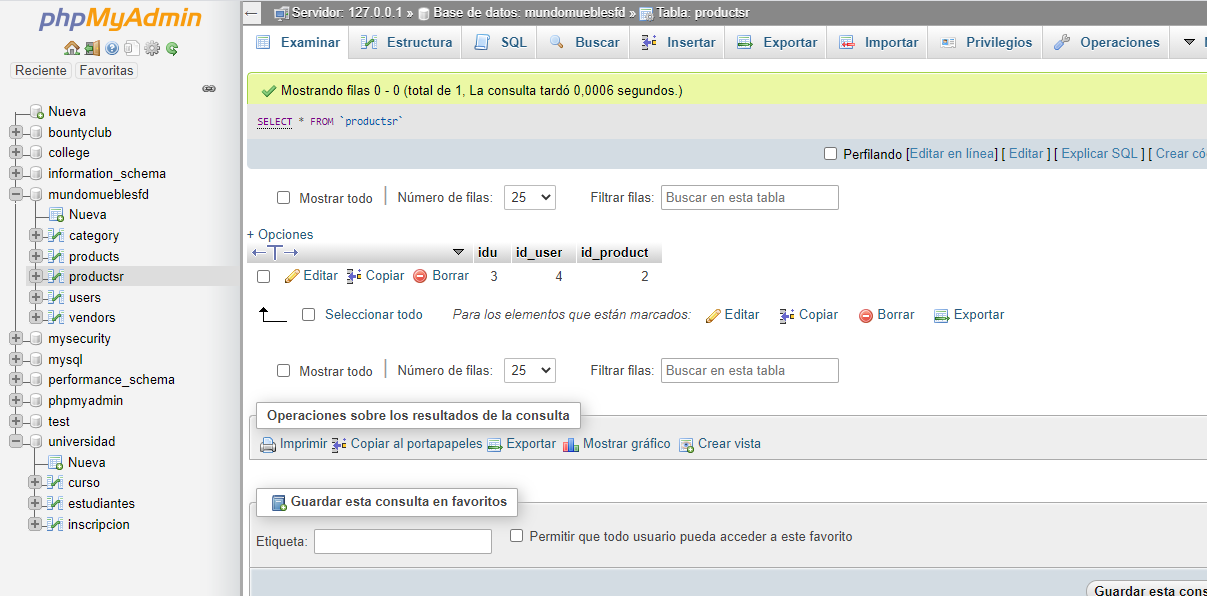 phpMyAdmin
Reciente Favoritas
Nueva
bountyclub
college
information_schema
mundomueblesfd
Nueva
category
products
productsr
users
vendors
mysecurity
mysql
performance_schema
phpmyadmin
test
universidad
Nueva
curso
estudiantes
inscripcion
Servidor: 127.0.0.1 » Base de datos: mundomueblesfd » Tabla: productsr
Examinar Estructura SQL Buscar Insertar Exportar Importar Privilegios Operaciones
Mostrando filas 0 - 0 (total de 1, La consulta tardó 0,0006 segundos.)
SELECT * FROM `productsr`
Perfilando [Editar en línea] [ Editar ] [ Explicar SQL ] [ Crear có
Mostrar todo | Número de filas: 25 Filtrar filas: Buscar en esta tabla
+ Opciones
←T→ idu id_user id_product
Editar Copiar Borrar 3 4 2
Seleccionar todo Para los elementos que están marcados: Editar Copiar Borrar Exportar
Mostrar todo | Número de filas: 25 Filtrar filas: Buscar en esta tabla
Operaciones sobre los resultados de la consulta
Imprimir Copiar al portapapeles Exportar Mostrar gráfico Crear vista
Guardar esta consulta en favoritos
Etiqueta: Permitir que todo usuario pueda acceder a este favorito
Guardar esta cons